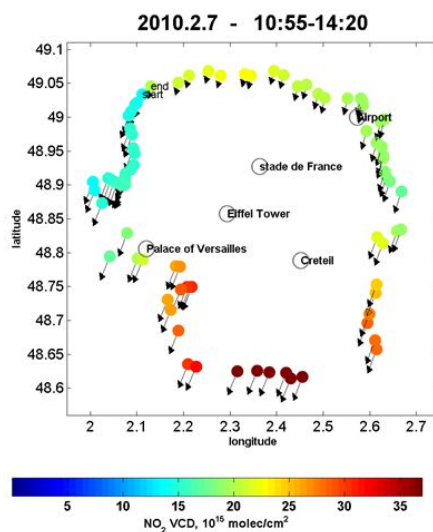 2010.2.7 - 10:55-14:20
49.1
49.05
49
48.95
48.9
48.85
48.8
48.75
48.7
48.65
48.6
latitude
end
start
Airport
stade de France
Eiffel Tower
Palace of Versailles
Creteil
2 2.1 2.2 2.3 2.4 2.5 2.6 2.7
longitude
5 10 15 20 25 30 35
NO2 VCD, 10^15 molec/cm^2